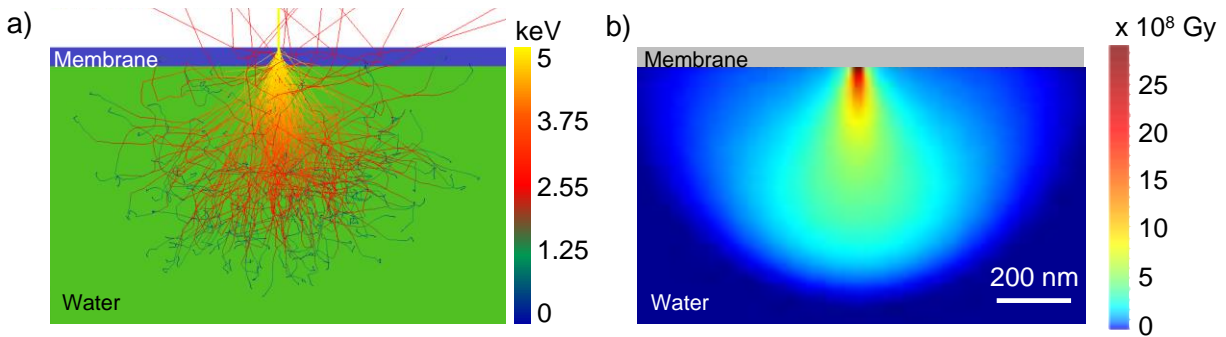 a)
keV
Membrane
5
3.75
2.55
1.25
0
Water
b)
x 10⁸ Gy
Membrane
25
20
15
10
5
0
200 nm
Water